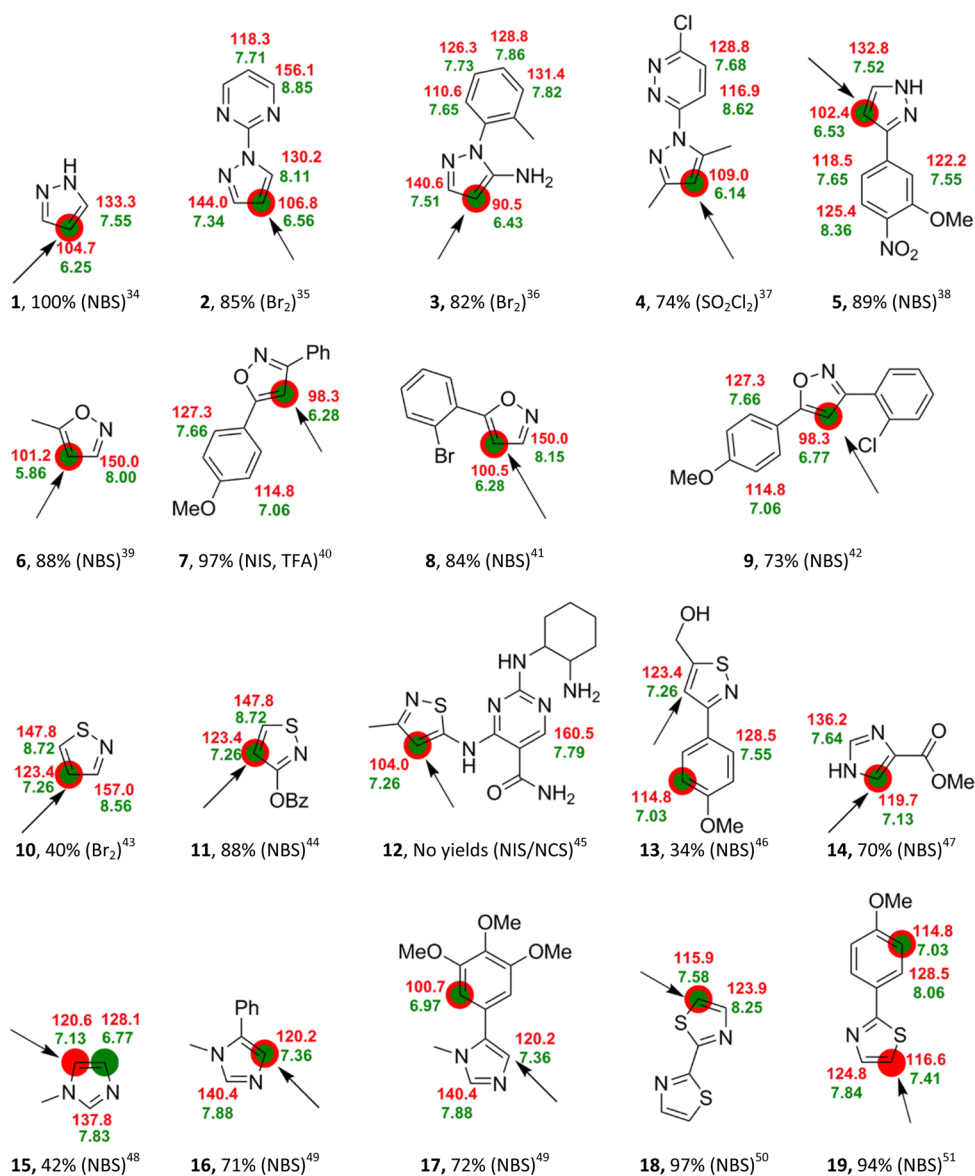 H
N
133.3
7.55
104.7
6.25
1, 100% (NBS)34
118.3
7.71
156.1
8.85
N
N
N
N
130.2
8.11
144.0
7.34
106.8
6.56
2, 85% (Br2)35
128.8
7.86
126.3
7.73
131.4
7.82
110.6
7.65
N
N
NH2
140.6
7.51
90.5
6.43
3, 82% (Br2)36
Cl
128.8
7.68
N
N
116.9
8.62
N
N
109.0
6.14
4, 74% (SO2Cl2)37
132.8
7.52
NH
N
102.4
6.53
118.5
7.65
122.2
7.55
125.4
8.36
OMe
NO2
5, 89% (NBS)38
O
N
101.2
5.86
150.0
8.00
6, 88% (NBS)39
Ph
N
O
98.3
6.28
127.3
7.66
114.8
7.06
MeO
7, 97% (NIS, TFA)40
O
N
Br
150.0
8.15
100.5
6.28
8, 84% (NBS)41
127.3
7.66
O
N
98.3
6.77
Cl
MeO
114.8
7.06
9, 73% (NBS)42
147.8
8.72
S
N
123.4
7.26
157.0
8.56
10, 40% (Br2)43
147.8
8.72
S
N
123.4
7.26
OBz
11, 88% (NBS)44
HN
NH2
N
S
N
N
N
H
160.5
7.79
104.0
7.26
O
NH2
12, No yields (NIS/NCS)45
OH
S
N
123.4
7.26
128.5
7.55
114.8
7.03
OMe
13, 34% (NBS)46
136.2
7.64
N
O
O
HN
119.7
7.13
14, 70% (NBS)47
120.6
7.13
128.1
6.77
N
N
137.8
7.83
15, 42% (NBS)48
Ph
N
N
120.2
7.36
140.4
7.88
16, 71% (NBS)49
OMe
MeO
OMe
100.7
6.97
120.2
7.36
N
N
140.4
7.88
17, 72% (NBS)49
115.9
7.58
123.9
8.25
S
N
N
S
18, 97% (NBS)50
OMe
114.8
7.03
128.5
8.06
N
S
124.8
7.84
116.6
7.41
19, 94% (NBS)51